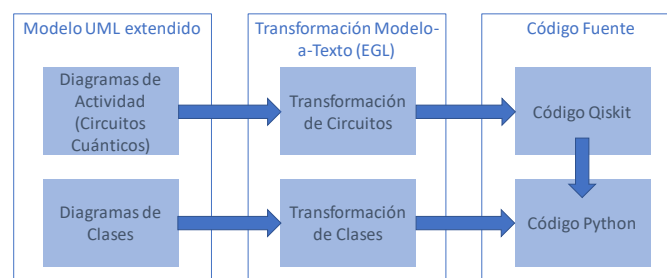 Modelo UML extendido
Transformación Modelo-
a-Texto (EGL)
Código Fuente
Diagramas de
Actividad
(Circuitos
Cuánticos)
Transformación
de Circuitos
Código Qiskit
Diagramas de
Clases
Transformación
de Clases
Código Python